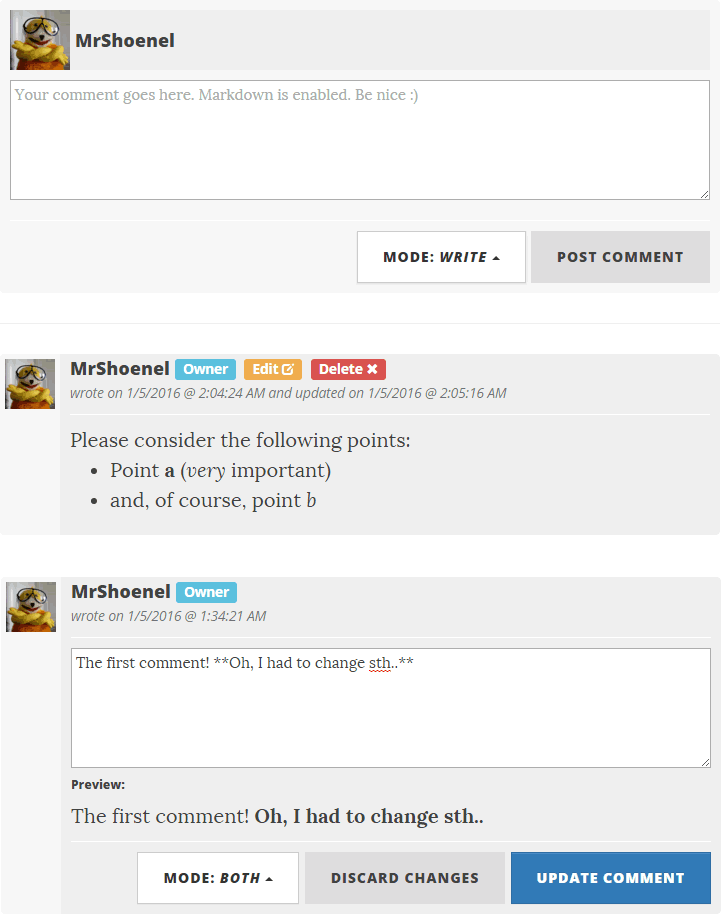 MrShoenel
Your comment goes here. Markdown is enabled. Be nice :)
MODE: WRITE
POST COMMENT
MrShoenel Owner Edit Delete
wrote on 1/5/2016 @ 2:04:24 AM and updated on 1/5/2016 @ 2:05:16 AM
Please consider the following points:
• Point a (very important)
• and, of course, point b
MrShoenel Owner
wrote on 1/5/2016 @ 1:34:21 AM
The first comment! **Oh, I had to change sth..**
Preview:
The first comment! Oh, I had to change sth..
MODE: BOTH
DISCARD CHANGES
UPDATE COMMENT